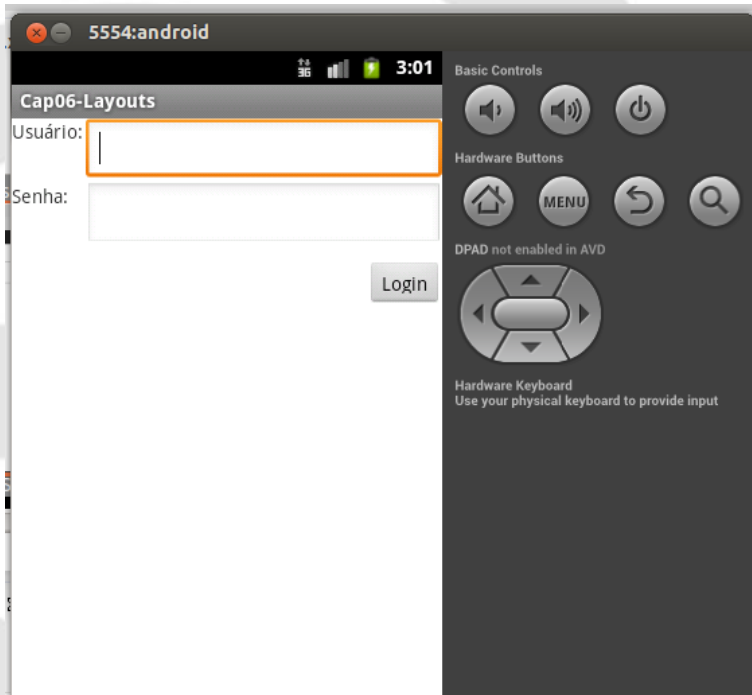 5554:android
3G
3:01
Cap06-Layouts
Usuário:
Senha:
Login
Basic Controls
Hardware Buttons
MENU
DPAD not enabled in AVD
Hardware Keyboard
Use your physical keyboard to provide input